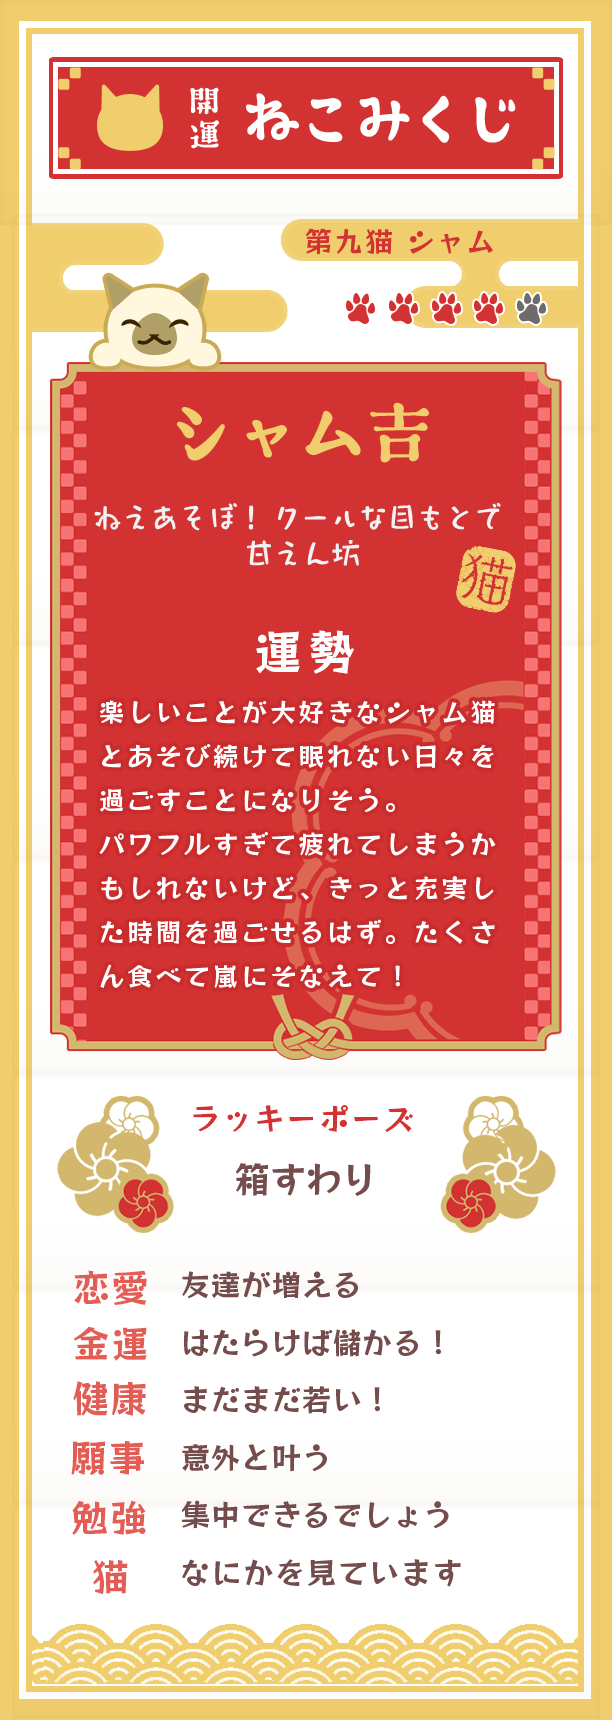 開運 ねこみくじ
第九猫 シャム
シャム吉
ねえあそぼ！ クールな目もとで
甘えん坊
猫
運勢
楽しいことが大好きなシャム猫
とあそび続けて眠れない日々を
過ごすことになりそう。
パワフルすぎて疲れてしまうか
もしれないけど、きっと充実し
た時間を過ごせるはず。たくさ
ん食べて嵐にそなえて！
ラッキーポーズ
箱すわり
恋愛 友達が増える
金運 はたらけば儲かる！
健康 まだまだ若い！
願事 意外と叶う
勉強 集中できるでしょう
猫 なにかを見ています